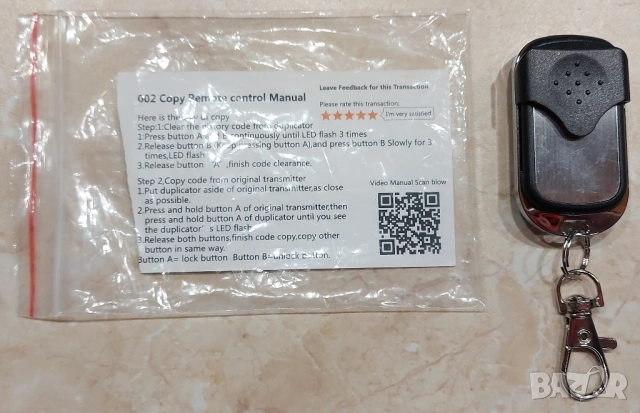 602 Copy Remote control Manual
Here is the way of copy
Step:1:Clear the memory code from duplicator
1:Press button A and B continuously until LED flash 3 times
2.Release button B(Keep pressing button A),and press button B Slowly for 3
times,LED flash
3.Release button "A",finish code clearance.
Step 2,Copy code from original transmitter
1.Put duplicator aside of original transmitter,as close
as possible.
2.Press and hold button A of original transmitter,then
press and hold button A of duplicator until you see
the duplicator's LED flash
3.Release both buttons,finish code copy,copy other
button in same way.
Button A= lock button Button B=unlock button.
Leave Feedback for this Transaction
Please rate this transaction:
I'm very satisfied
Video Manual Scan blow
BAZAR